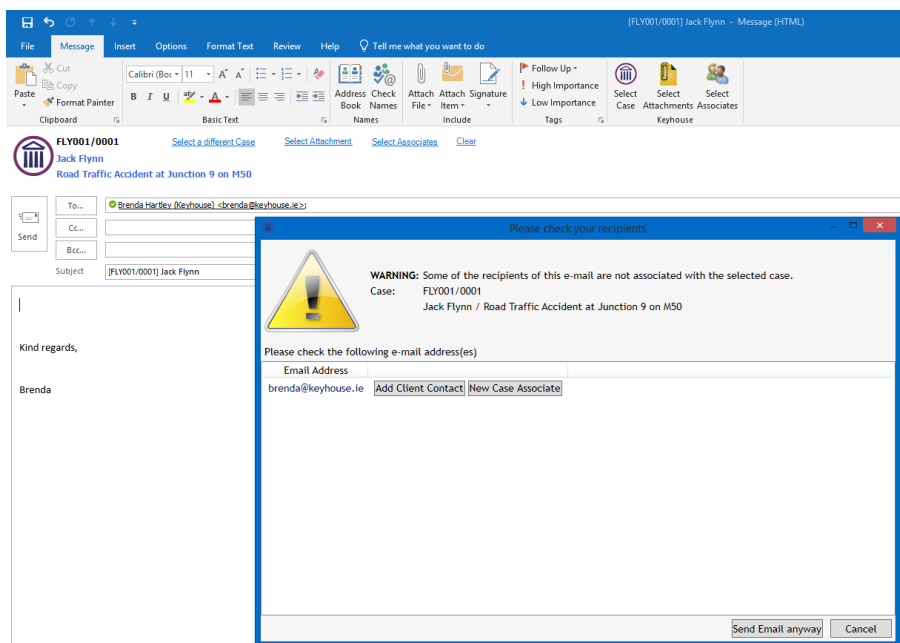 [FLY001/0001] Jack Flynn - Message (HTML)
File Message Insert Options Format Text Review Help Tell me what you want to do
Paste
Cut
Copy
Format Painter
Clipboard
Calibri (Boc 11
B I U
Basic Text
Address Book
Check Names
Names
Attach File
Attach Item
Signature
Include
Follow Up
High Importance
Low Importance
Tags
Select Case
Select Attachments
Select Associates
Keyhouse
FLY001/0001 Select a different Case Select Attachment Select Associates Clear
Jack Flynn
Road Traffic Accident at Junction 9 on M50
Send
To... Brenda Hartley (Keyhouse) <brenda@keyhouse.ie>;
Cc...
Bcc...
Subject [FLY001/0001] Jack Flynn
Kind regards,
Brenda
Please check your recipients
WARNING: Some of the recipients of this e-mail are not associated with the selected case.
Case: FLY001/0001
Jack Flynn / Road Traffic Accident at Junction 9 on M50
Please check the following e-mail address(es)
Email Address
brenda@keyhouse.ie Add Client Contact New Case Associate
Send Email anyway Cancel